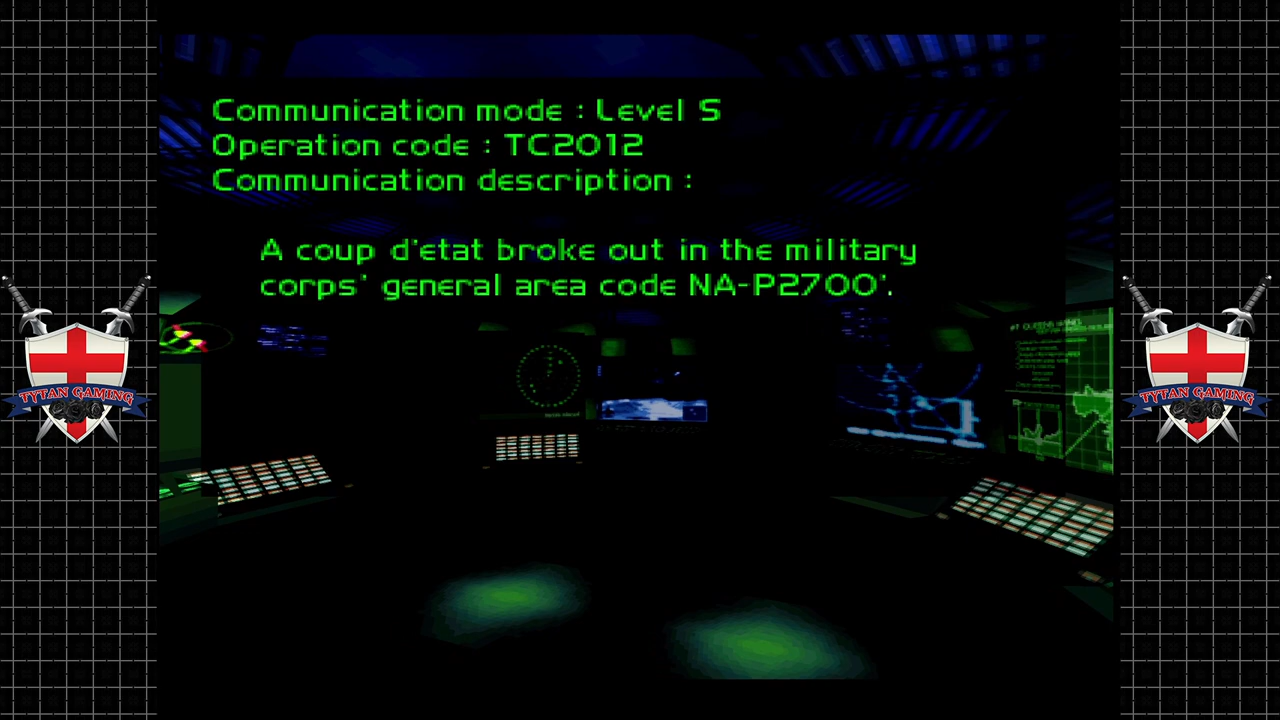 Communication mode : Level S
Operation code : TC2012
Communication description :
A coup d'etat broke out in the military
corps' general area code NA-P2700'.
TYTAN GAMING
TYTAN GAMING